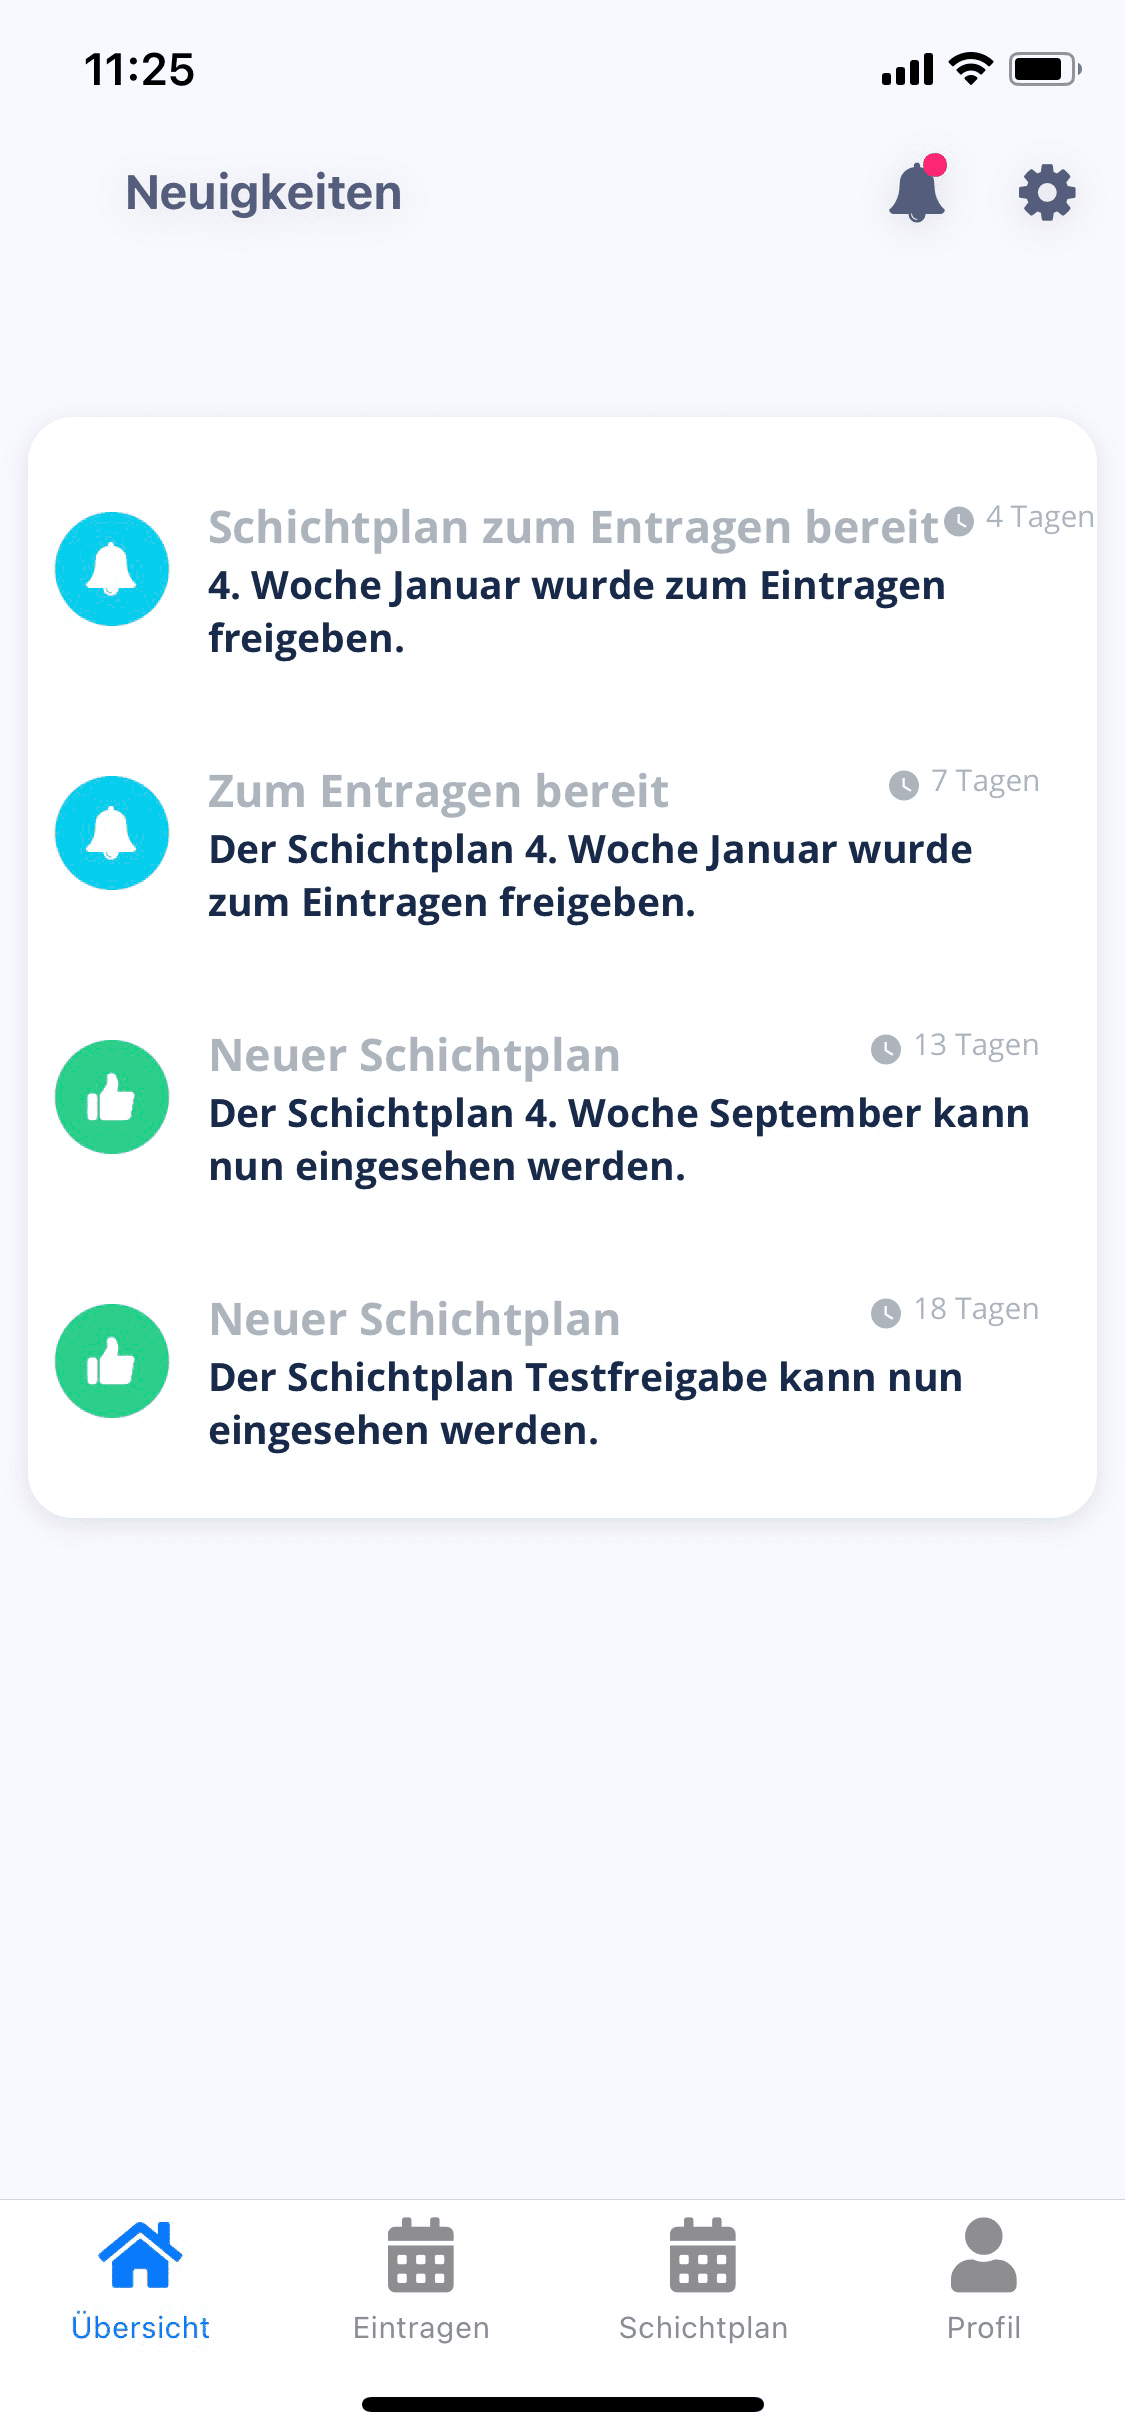 11:25
Neuigkeiten
Schichtplan zum Entragen bereit 4 Tagen
4. Woche Januar wurde zum Eintragen
freigeben.
Zum Entragen bereit 7 Tagen
Der Schichtplan 4. Woche Januar wurde
zum Eintragen freigeben.
Neuer Schichtplan 13 Tagen
Der Schichtplan 4. Woche September kann
nun eingesehen werden.
Neuer Schichtplan 18 Tagen
Der Schichtplan Testfreigabe kann nun
eingesehen werden.
Übersicht Eintragen Schichtplan Profil